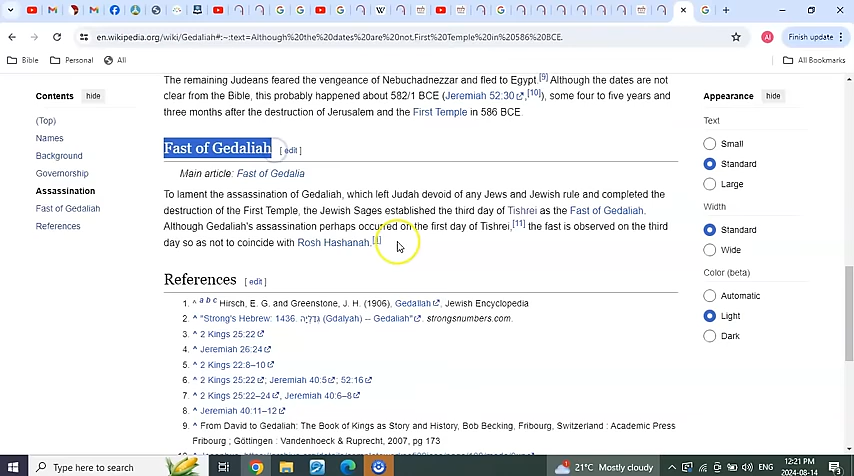 en.wikipedia.org/wiki/Gedaliah#:~:text=Although%20the%20dates%20are%20not,First%20Temple%20in%20586%20BCE.
Finish update
Bible
Personal
All
All Bookmarks
The remaining Judeans feared the vengeance of Nebuchadnezzar and fled to Egypt.[9] Although the dates are not
clear from the Bible, this probably happened about 582/1 BCE (Jeremiah 52:30,[10]), some four to five years and
three months after the destruction of Jerusalem and the First Temple in 586 BCE.
Contents hide
(Top)
Names
Background
Governorship
Assassination
Fast of Gedaliah
References
Fast of Gedaliah [ edit ]
Main article: Fast of Gedalia
To lament the assassination of Gedaliah, which left Judah devoid of any Jews and Jewish rule and completed the
destruction of the First Temple, the Jewish Sages established the third day of Tishrei as the Fast of Gedaliah.
Although Gedaliah's assassination perhaps occurred on the first day of Tishrei,[11] the fast is observed on the third
day so as not to coincide with Rosh Hashanah.[1]
References [ edit ]
1. ^ a b c Hirsch, E. G. and Greenstone, J. H. (1906), Gedaliah, Jewish Encyclopedia
2. ^ "Strong's Hebrew: 1436. גְּדַלְיָה (Gdalyah) -- Gedaliah". strongsnumbers.com.
3. ^ 2 Kings 25:22
4. ^ Jeremiah 26:24
5. ^ 2 Kings 22:8–10
6. ^ 2 Kings 25:22; Jeremiah 40:5; 52:16
7. ^ 2 Kings 25:22–24, Jeremiah 40:6–8
8. ^ Jeremiah 40:11–12
9. ^ From David to Gedaliah: The Book of Kings as Story and History, Bob Becking, Fribourg, Switzerland : Academic Press
Fribourg ; Göttingen : Vandenhoeck & Ruprecht, 2007, pg 173
Appearance hide
Text
Small
Standard
Large
Width
Standard
Wide
Color (beta)
Automatic
Light
Dark
Type here to search
21°C Mostly cloudy
12:21 PM
2024-08-14